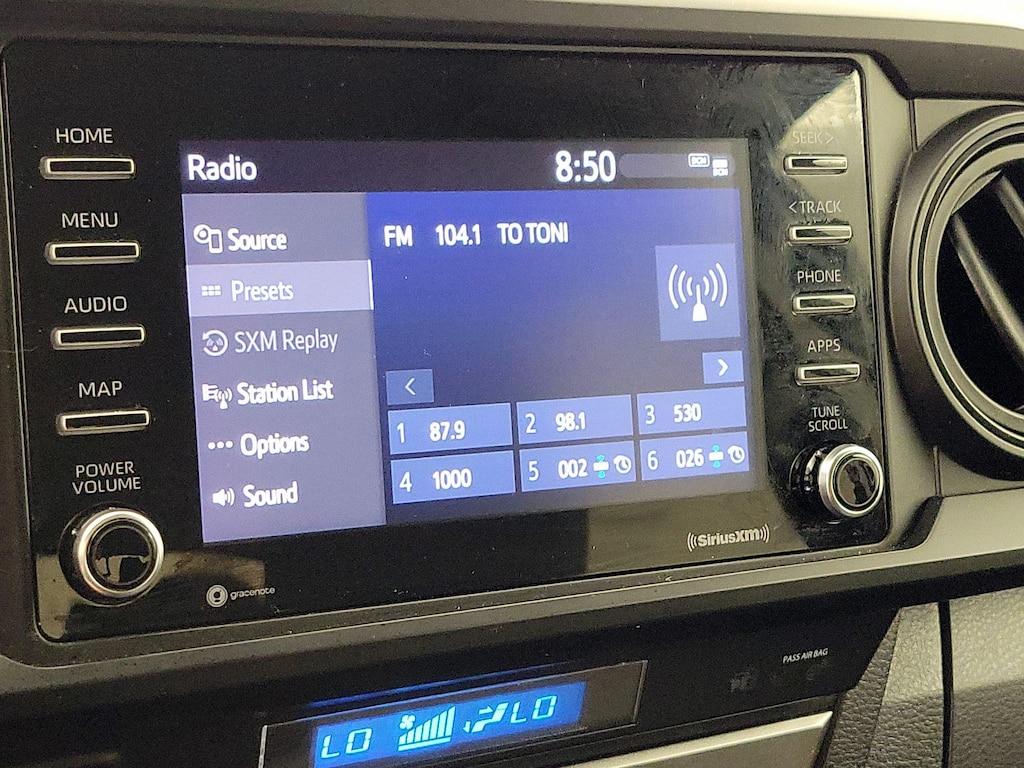 HOME
MENU
AUDIO
MAP
POWER
VOLUME
Radio 8:50 DCM DCM
Source
Presets
SXM Replay
Station List
Options
Sound
FM 104.1 TO TONI
<
>
1 87.9
2 98.1
3 530
4 1000
5 002
6 026
SEEK>
<TRACK
PHONE
APPS
TUNE
SCROLL
SiriusXM
gracenote
PASS AIR BAG
LO LO